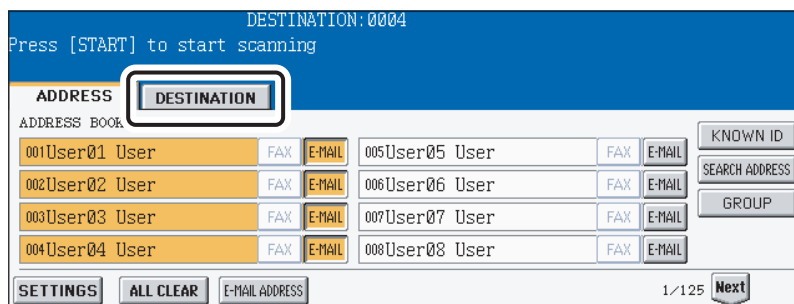 DESTINATION:0004
Press [START] to start scanning
ADDRESS DESTINATION
ADDRESS BOOK
001User01 User FAX E-MAIL 005User05 User FAX E-MAIL
KNOWN ID
002User02 User FAX E-MAIL 006User06 User FAX E-MAIL
SEARCH ADDRESS
003User03 User FAX E-MAIL 007User07 User FAX E-MAIL
GROUP
004User04 User FAX E-MAIL 008User08 User FAX E-MAIL
SETTINGS ALL CLEAR E-MAIL ADDRESS 1/125 Next